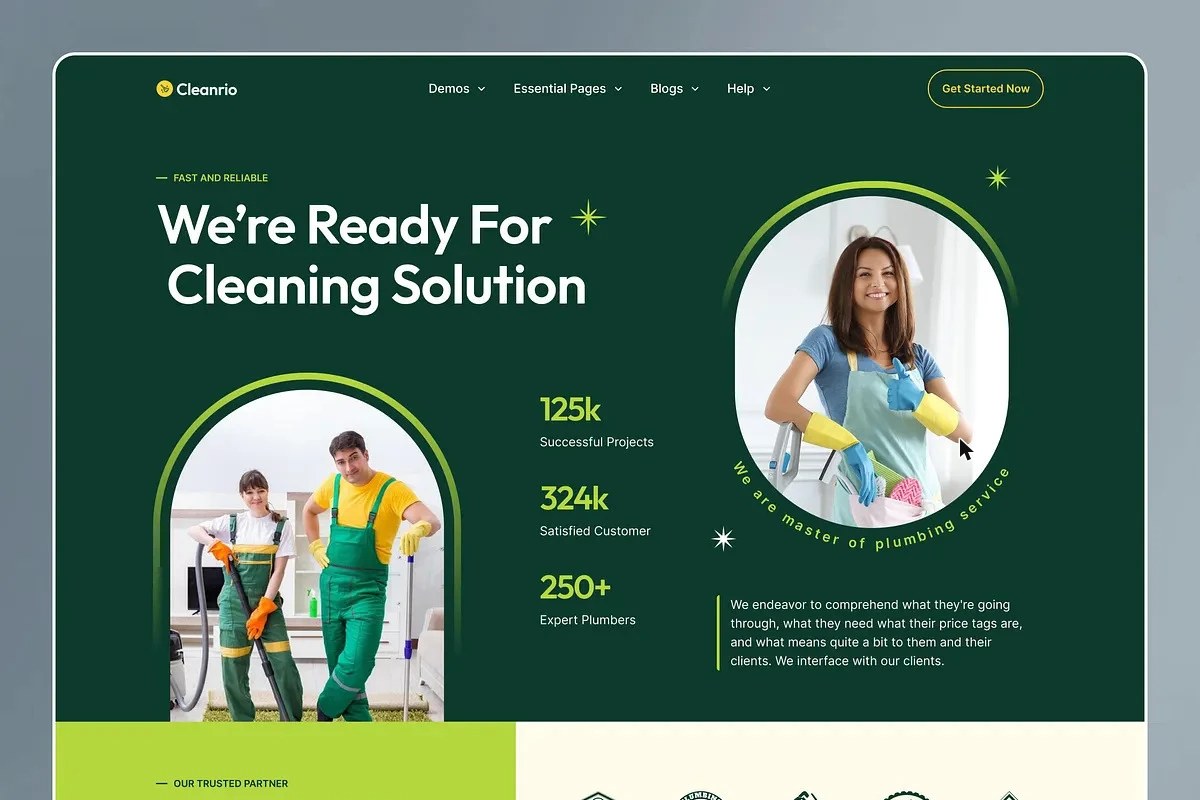 Cleanrio
Demos
Essential Pages
Blogs
Help
Get Started Now
FAST AND RELIABLE
We're Ready For
Cleaning Solution
125k
Successful Projects
324k
Satisfied Customer
250+
Expert Plumbers
We are master of plumbing service
We endeavor to comprehend what they're going
through, what they need what their price tags are,
and what means quite a bit to them and their
clients. We interface with our clients.
OUR TRUSTED PARTNER